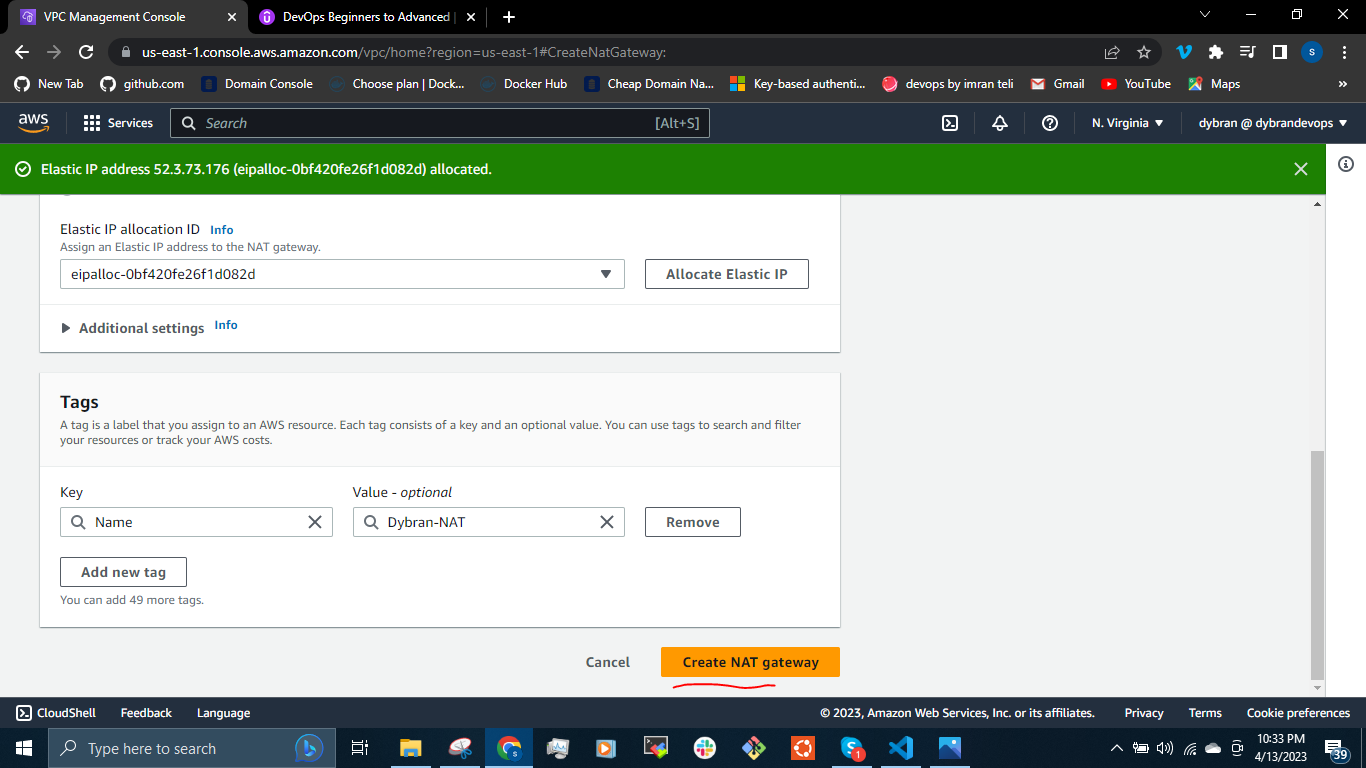 VPC Management Console
DevOps Beginners to Advanced |
us-east-1.console.aws.amazon.com/vpc/home?region=us-east-1#CreateNatGateway:
S
New Tab
github.com
Domain Console
Choose plan | Dock...
Docker Hub
Cheap Domain Na...
Key-based authenti...
devops by imran teli
Gmail
YouTube
Maps
»
aws
Services
Search
[Alt+S]
N. Virginia
dybran @ dybrandevops
Elastic IP address 52.3.73.176 (eipalloc-0bf420fe26f1d082d) allocated.
Elastic IP allocation ID Info
Assign an Elastic IP address to the NAT gateway.
eipalloc-0bf420fe26f1d082d
Allocate Elastic IP
Additional settings Info
Tags
A tag is a label that you assign to an AWS resource. Each tag consists of a key and an optional value. You can use tags to search and filter
your resources or track your AWS costs.
Key
Value - optional
Name
Dybran-NAT
Remove
Add new tag
You can add 49 more tags.
Cancel
Create NAT gateway
CloudShell
Feedback
Language
© 2023, Amazon Web Services, Inc. or its affiliates.
Privacy
Terms
Cookie preferences
Type here to search
1
10:33 PM
4/13/2023
39